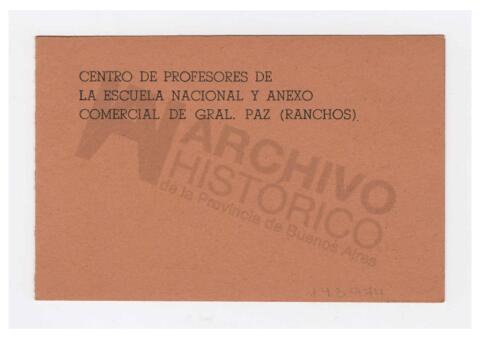 CENTRO DE PROFESORES DE
LA ESCUELA NACIONAL Y ANEXO
COMERCIAL DE GRAL. PAZ (RANCHOS)
ARCHIVO
HISTÓRICO
de la Provincia de Buenos Aires